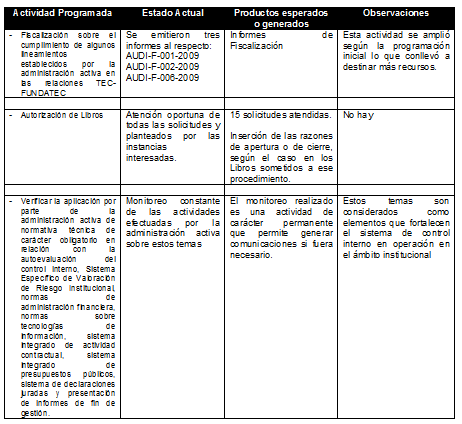 Actividad Programada
Estado Actual
Productos esperados
o generados
Observaciones
- Fiscalización sobre el
cumplimiento de algunos
lineamientos
establecidos por la
administración activa en
las relaciones TEC-
FUNDATEC
Se emitieron tres
informes al respecto:
AUDI-F-001-2009
AUDI-F-002-2009
AUDI-F-006-2009
Informes de
Fiscalización
Esta actividad se amplió
según la programación
inicial lo que conllevó a
destinar más recursos.
- Autorización de Libros
Atención oportuna de
todas las solicitudes y
planteados por las
instancias
interesadas.
15 solicitudes atendidas.
Inserción de las razones
de apertura o de cierre,
según el caso en los
Libros sometidos a ese
procedimiento.
No hay
- Verificar la aplicación por
parte de la
administración activa de
normativa técnica de
carácter obligatorio en
relación con la
autoevaluación del
control interno, Sistema
Específico de Valoración
de Riesgo Institucional,
normas de
administración financiera,
normas sobre
tecnologías de
información, sistema
integrado de actividad
contractual, sistema
integrado de
presupuestos públicos,
sistema de declaraciones
juradas y presentación
de informes de fin de
gestión.
Monitoreo constante
de las actividades
efectuadas por la
administración activa
sobre estos temas
El monitoreo realizado
es una actividad de
carácter permanente
que permite generar
comunicaciones si fuera
necesario.
Estos temas son
considerados como
elementos que fortalecen
el sistema de control
interno en operación en
el ámbito institucional